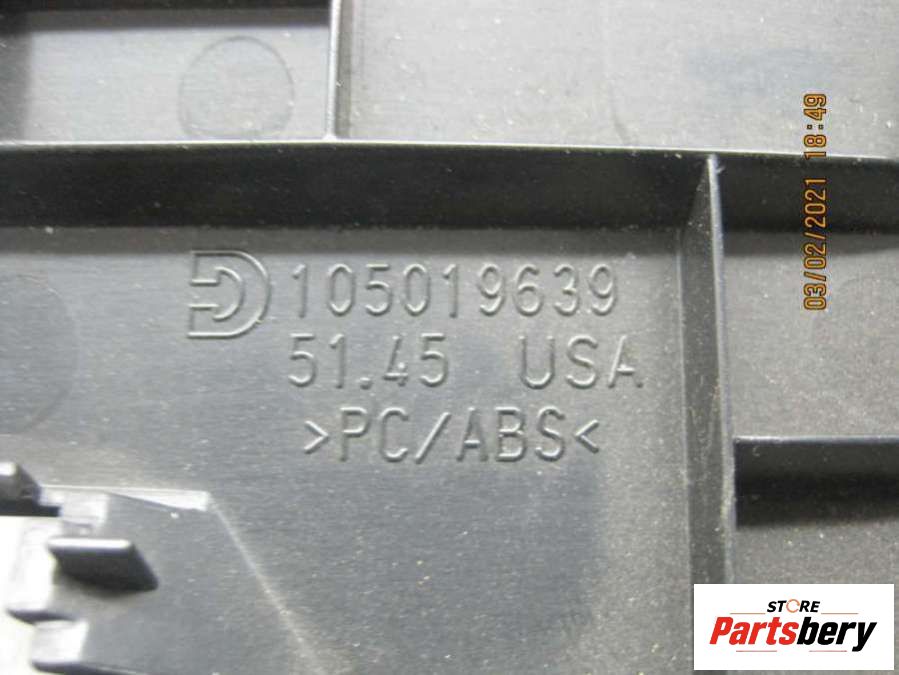 03/02/2021 18:49
105019639
51.45 USA
>PC/ABS<
STORE
Partsbery